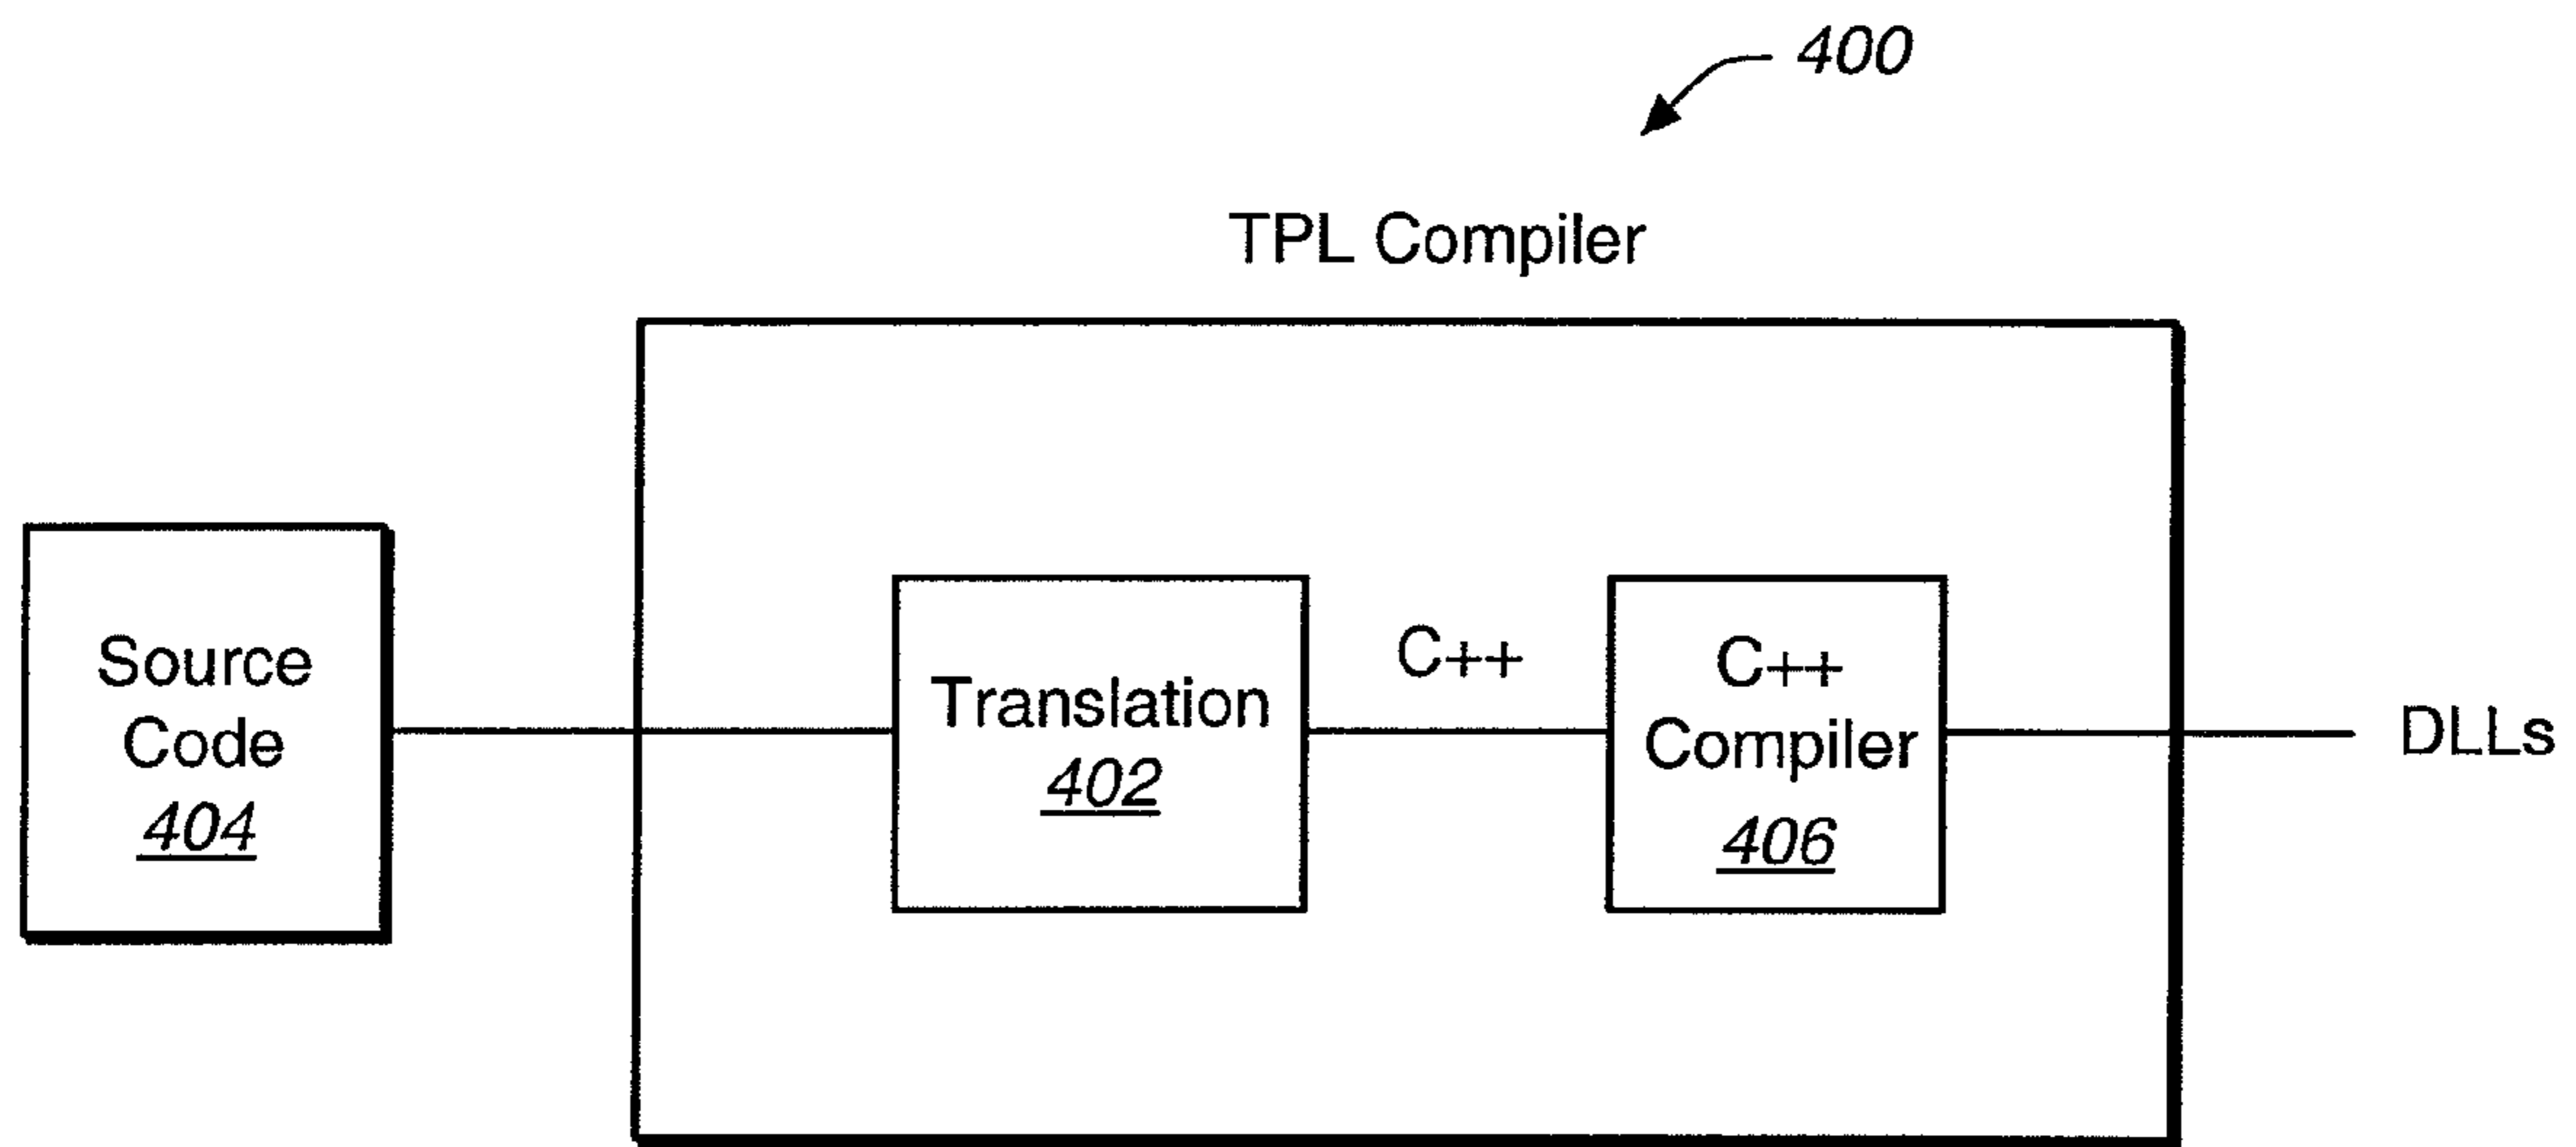 400
TPL Compiler
Source
Code
404
Translation
402
C++
C++
Compiler
406
DLLs